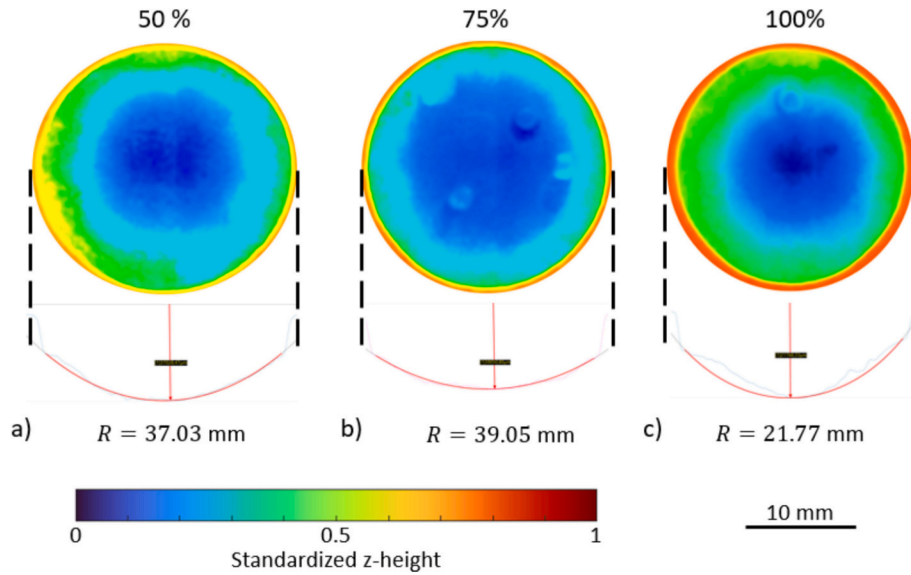 50 %
75%
100%
a)
R = 37.03 mm
b)
R = 39.05 mm
c)
R = 21.77 mm
0
0.5
1
Standardized z-height
10 mm